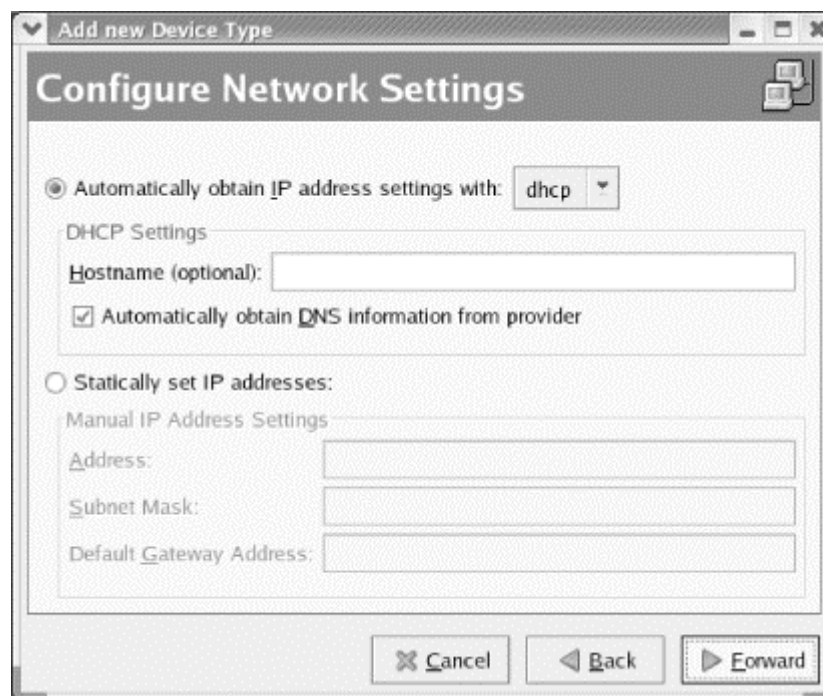 Add new Device Type
Configure Network Settings
Automatically obtain IP address settings with: dhcp
DHCP Settings
Hostname (optional):
Automatically obtain DNS information from provider
Statically set IP addresses:
Manual IP Address Settings
Address:
Subnet Mask:
Default Gateway Address:
Cancel Back Forward